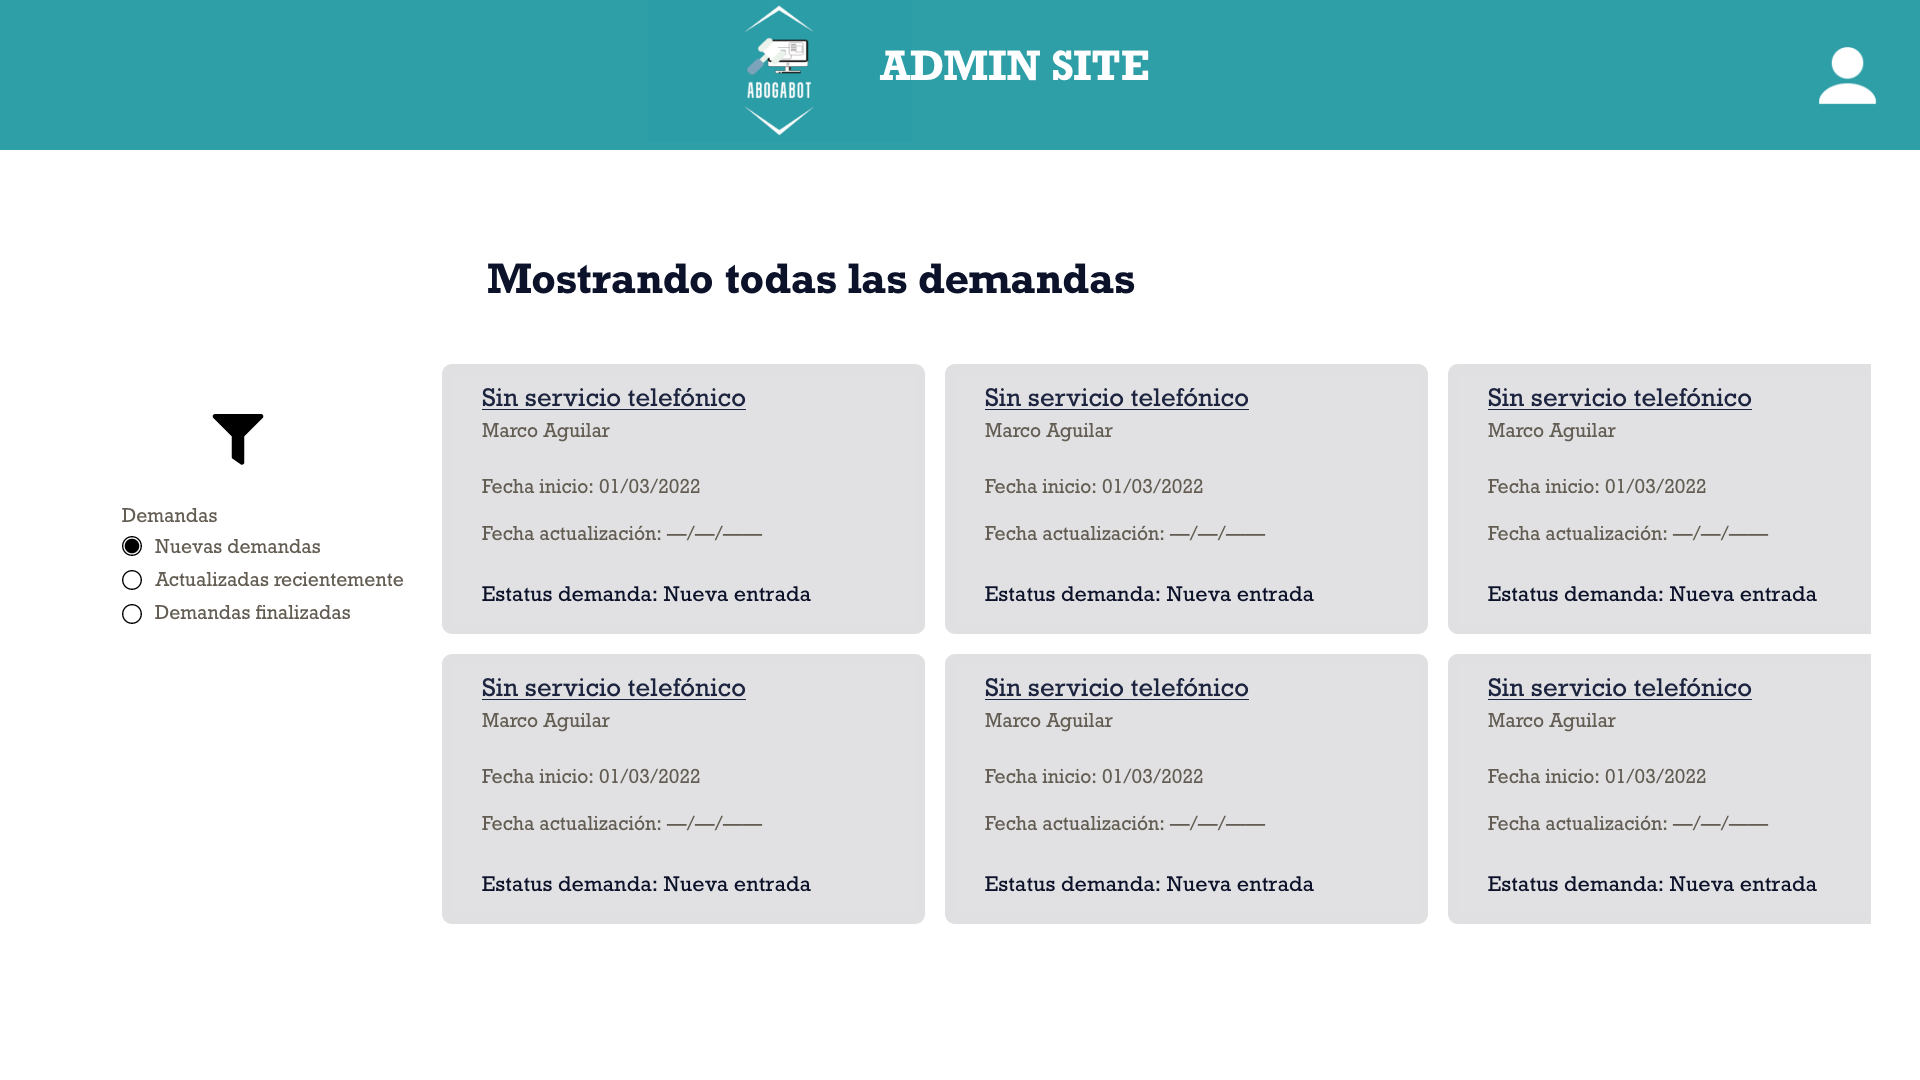 ABOGABOT
ADMIN SITE
Mostrando todas las demandas
Demandas
Nuevas demandas
Actualizadas recientemente
Demandas finalizadas
Sin servicio telefónico
Marco Aguilar
Fecha inicio: 01/03/2022
Fecha actualización: —/—/——
Estatus demanda: Nueva entrada
Sin servicio telefónico
Marco Aguilar
Fecha inicio: 01/03/2022
Fecha actualización: —/—/——
Estatus demanda: Nueva entrada
Sin servicio telefónico
Marco Aguilar
Fecha inicio: 01/03/2022
Fecha actualización: —/—/——
Estatus demanda: Nueva entrada
Sin servicio telefónico
Marco Aguilar
Fecha inicio: 01/03/2022
Fecha actualización: —/—/——
Estatus demanda: Nueva entrada
Sin servicio telefónico
Marco Aguilar
Fecha inicio: 01/03/2022
Fecha actualización: —/—/——
Estatus demanda: Nueva entrada
Sin servicio telefónico
Marco Aguilar
Fecha inicio: 01/03/2022
Fecha actualización: —/—/——
Estatus demanda: Nueva entrada